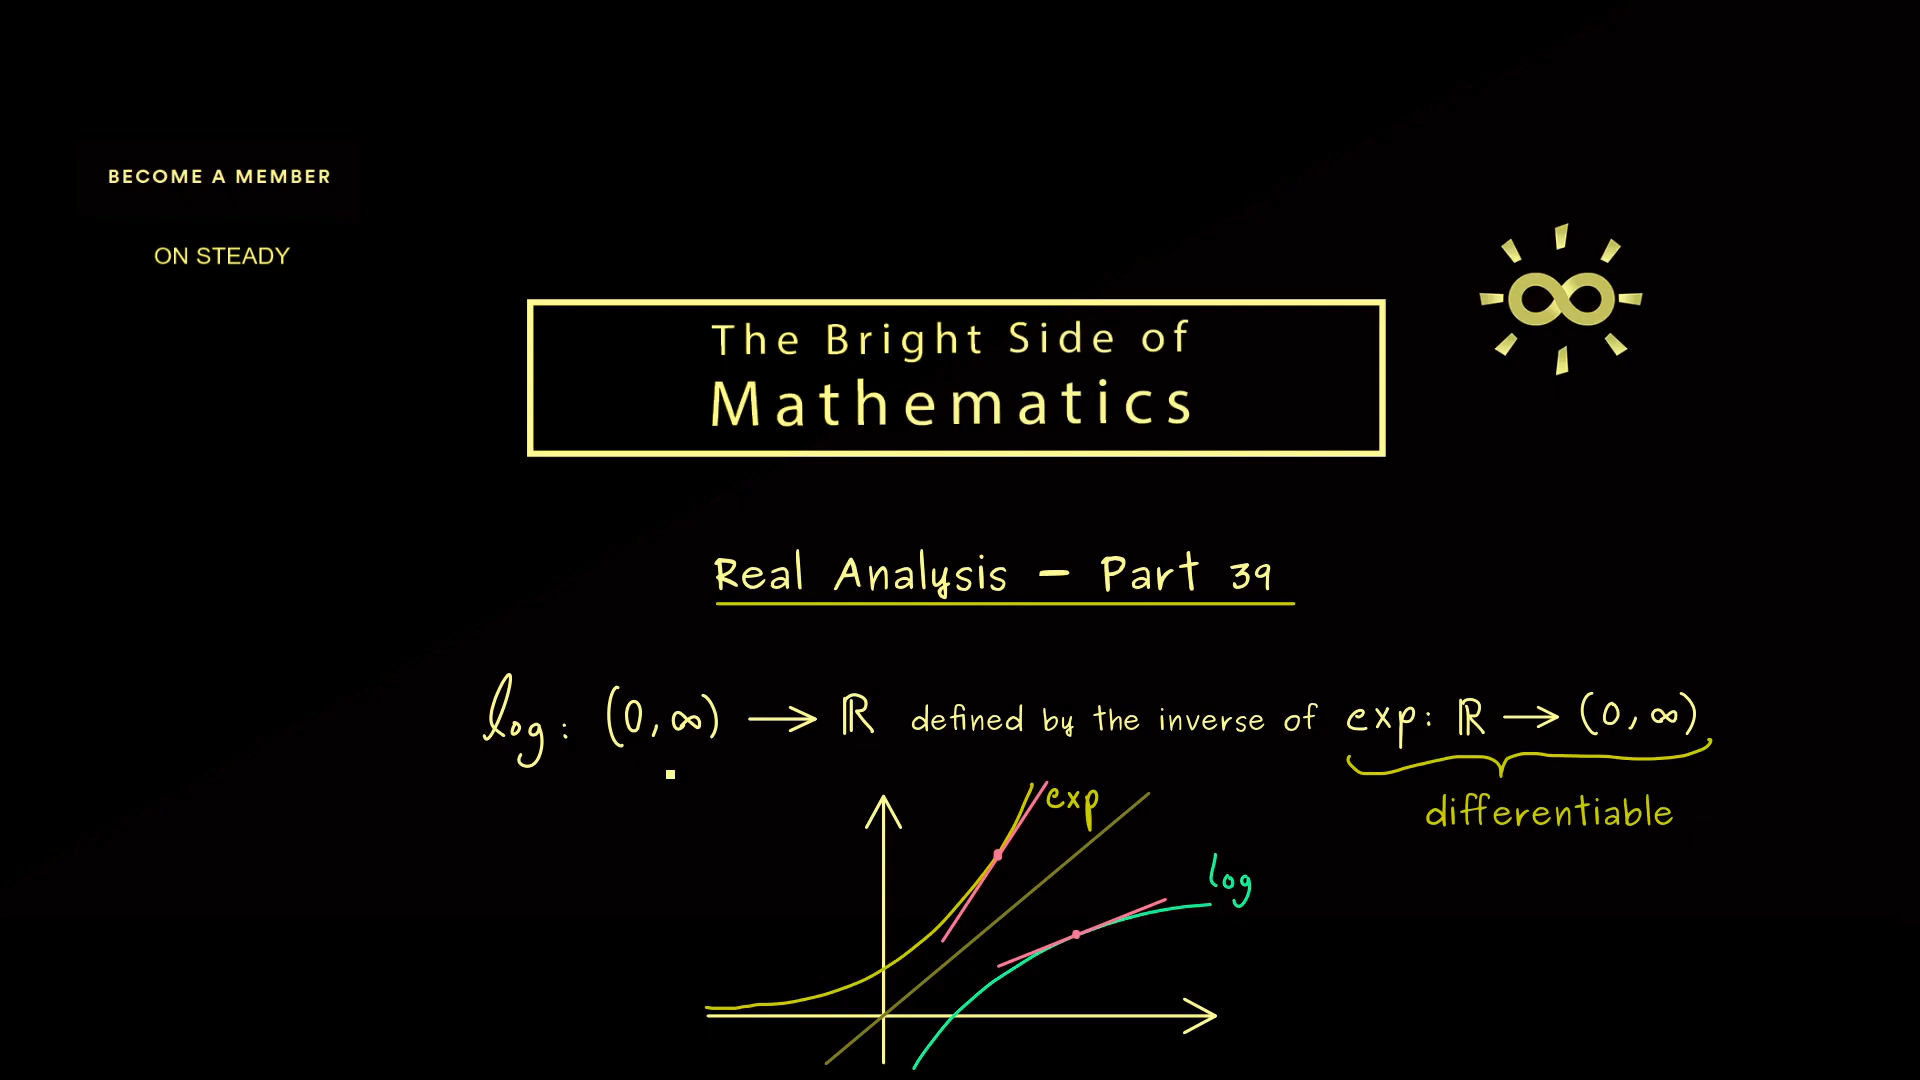 BECOME A MEMBER
ON STEADY
The Bright Side of
Mathematics
Real Analysis – Part 39
log: (0,∞) ⟶ ℝ defined by the inverse of exp: ℝ ⟶ (0,∞)
differentiable
exp
log